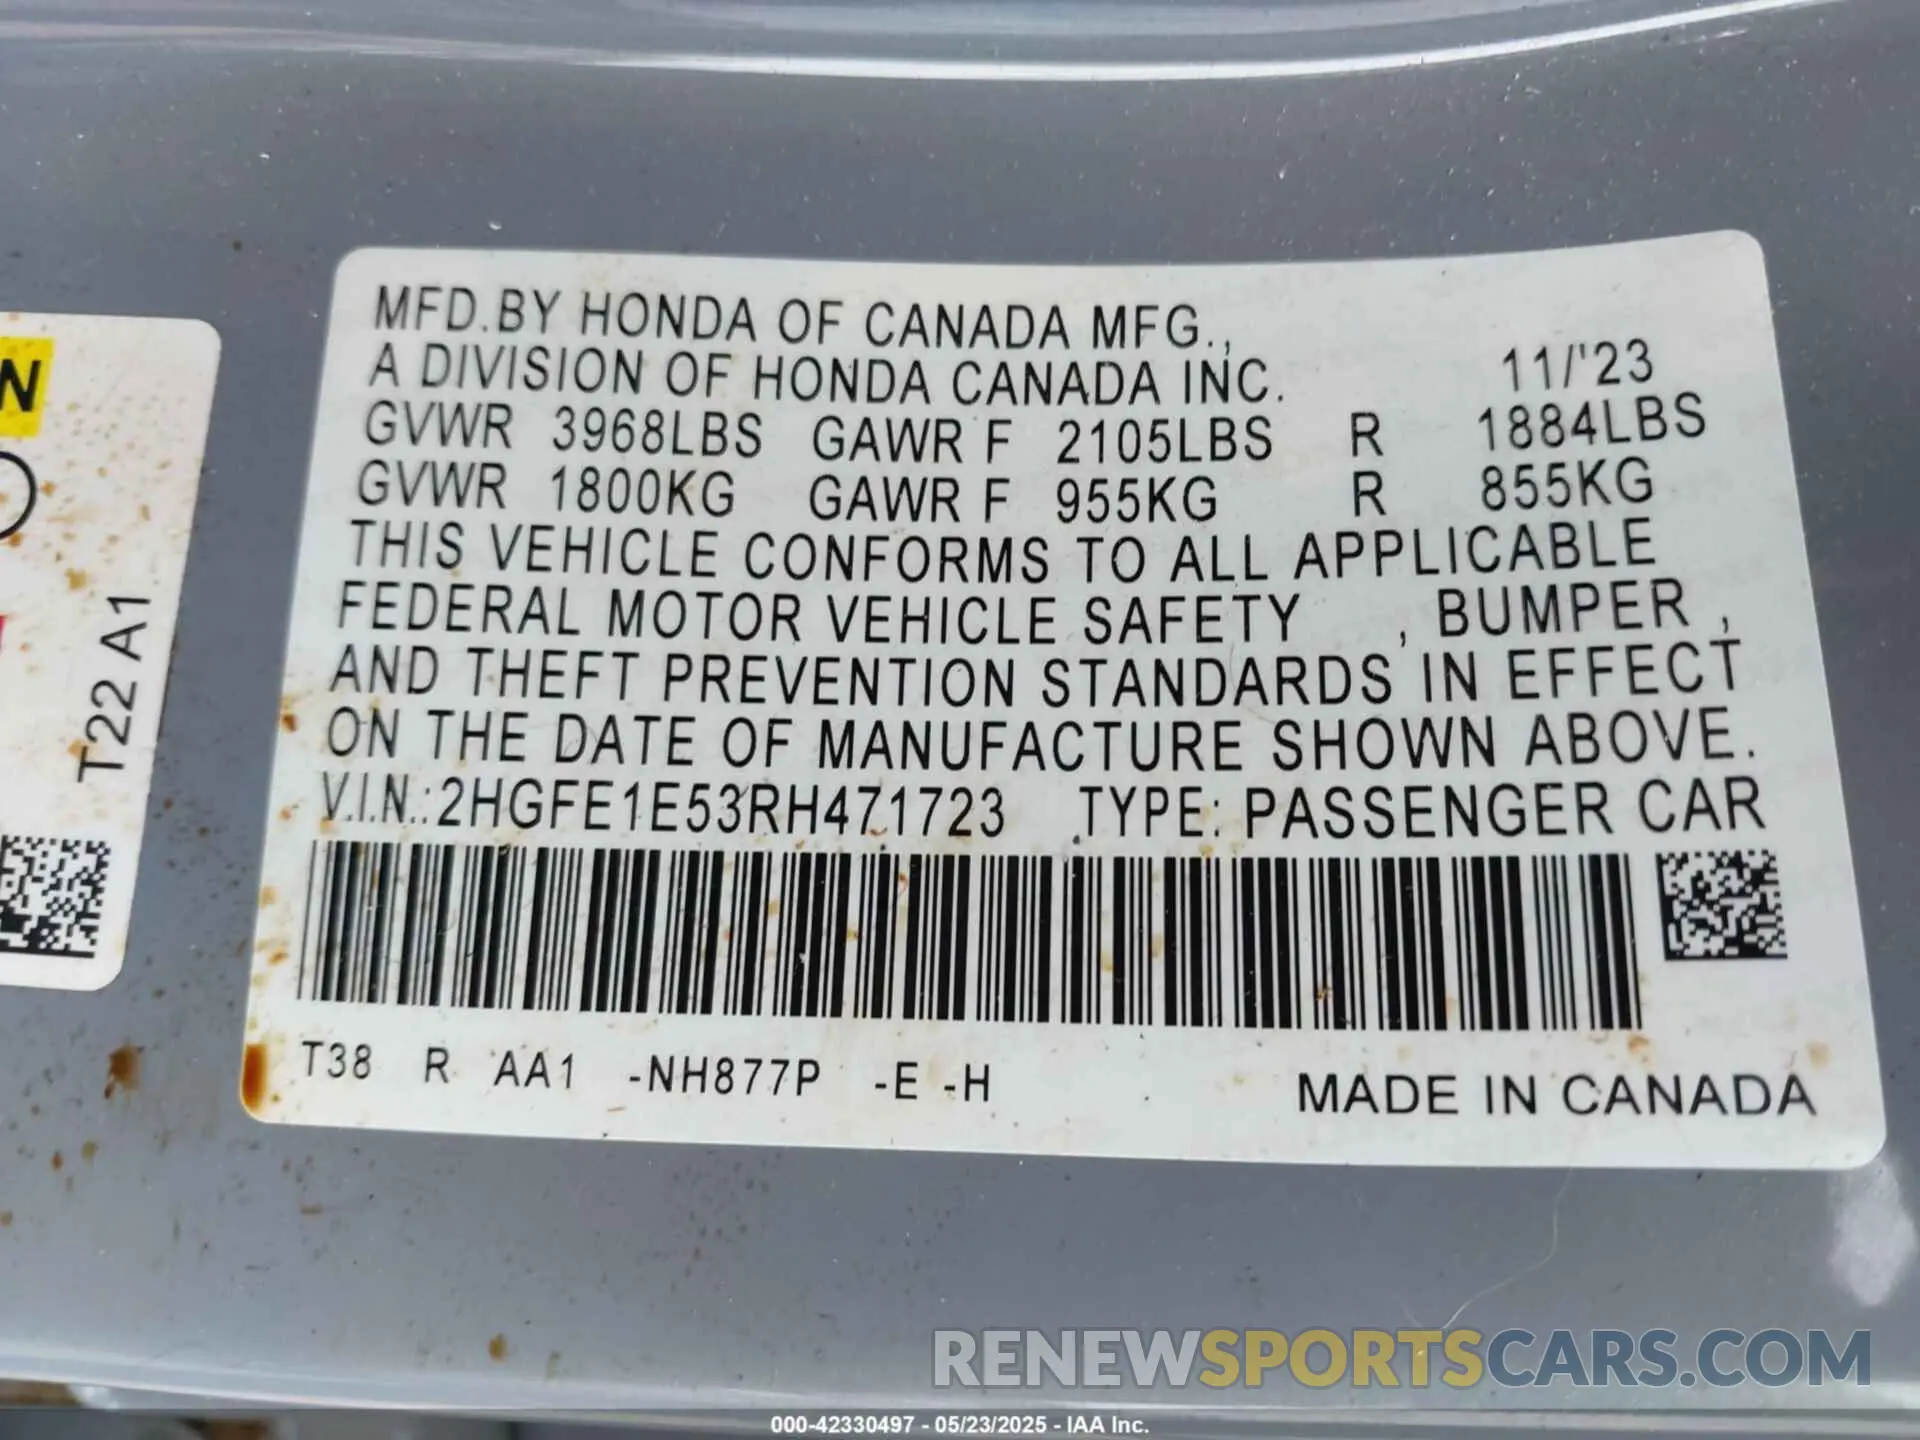 MFD.BY HONDA OF CANADA MFG.,
A DIVISION OF HONDA CANADA INC. 11/'23
GVWR 3968LBS GAWR F 2105LBS R 1884LBS
GVWR 1800KG GAWR F 955KG R 855KG
THIS VEHICLE CONFORMS TO ALL APPLICABLE
FEDERAL MOTOR VEHICLE SAFETY , BUMPER ,
AND THEFT PREVENTION STANDARDS IN EFFECT
ON THE DATE OF MANUFACTURE SHOWN ABOVE.
V.I.N.:2HGFE1E53RH471723 TYPE: PASSENGER CAR
T38 R AA1 -NH877P -E -H
MADE IN CANADA
N
T22 A1
RENEWSPORTSCARS.COM
000-42330497 - 05/23/2025 - IAA Inc.